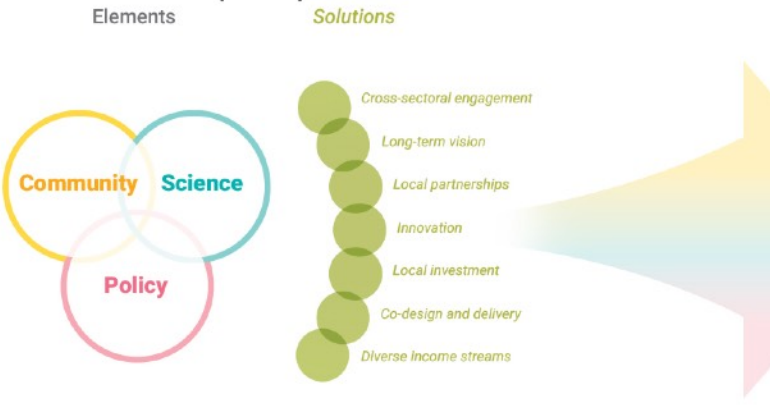 Elements
Solutions
Community
Science
Policy
Cross-sectoral engagement
Long-term vision
Local partnerships
Innovation
Local investment
Co-design and delivery
Diverse income streams